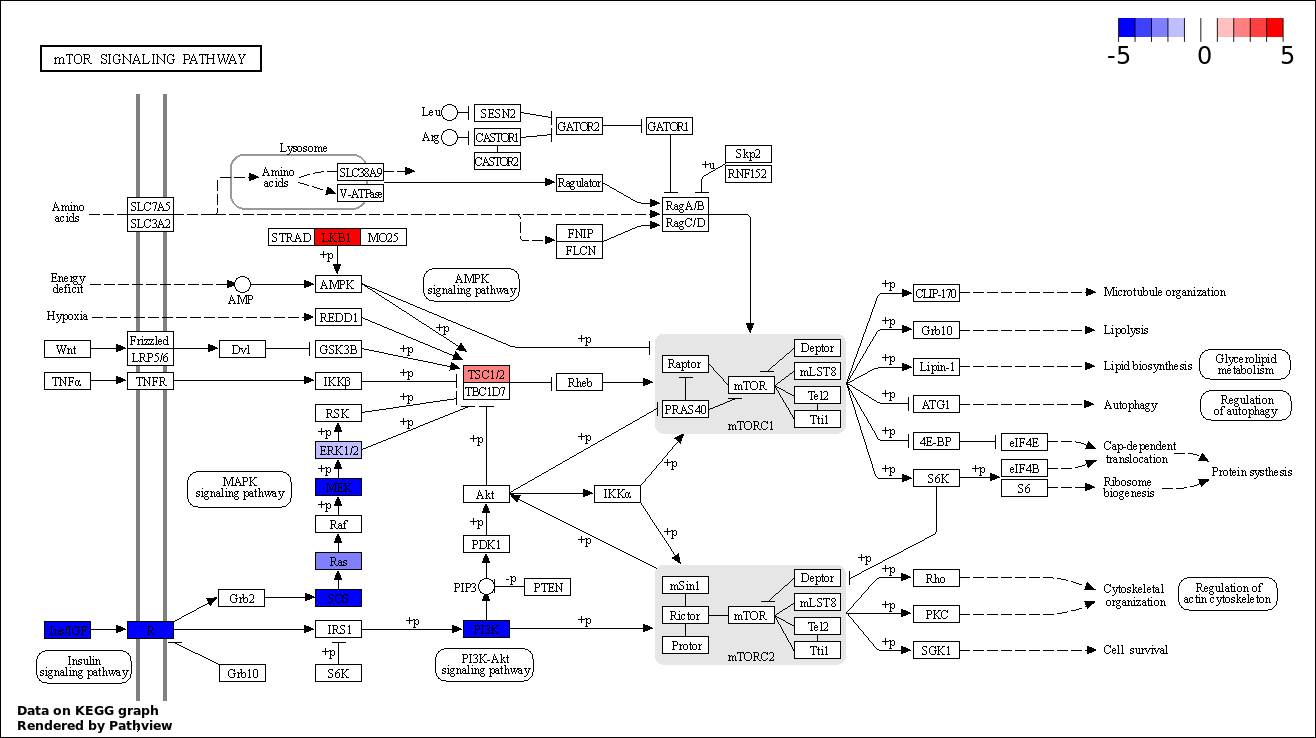 -5 0 5
mTOR SIGNALING PATHWAY
Leu
SESN2
GATOR2
GATOR1
Arg
CASTOR1
CASTOR2
Lysosome
Amino
acids
SLC38A9
V-ATPase
Ragulator
+u
Skp2
RNF152
Amino
acids
SLC7A5
SLC3A2
RagA/B
RagC/D
FNIP
FLCN
STRAD
LKB1
MO25
+p
Energy
deficit
AMP
AMPK
AMPK
signaling pathway
Hypoxia
REDD1
+p
+p
Wnt
Frizzled
LRP5/6
Dvl
GSK3B
+p
TNFα
TNFR
IKKβ
+p
TSC1/2
TBC1D7
Rheb
RSK
+p
+p
ERK1/2
+p
+p
MAPK
signaling pathway
+p
Raf
Ras
Raptor
PRAS40
mTOR
Deptor
mLST8
Tel2
Tti1
mTORC1
+p
CLIP-170
Microtubule organization
+p
Grb10
Lipolysis
+p
Lipin-1
Lipid biosynthesis
Glycerolipid
metabolism
+p
ATG1
Autophagy
Regulation
of autophagy
+p
4E-BP
eIF4E
Cap-dependent
translocation
+p
S6K
+p
eIF4B
S6
Ribosome
biogenesis
Protein systhesis
+p
Akt
IKKα
+p
+p
+p
+p
+p
PDK1
PIP3
-p
PTEN
Grb2
IRS1
+p
+p
S6K
Grb10
Insulin
signaling pathway
PI3K-Akt
signaling pathway
mSin1
Rictor
Protor
mTOR
Deptor
mLST8
Tel2
Tti1
mTORC2
+p
+p
Rho
+p
PKC
Cytoskeletal
organization
Regulation of
actin cytoskeleton
+p
SGK1
Cell survival
Data on KEGG graph
Rendered by Pathview